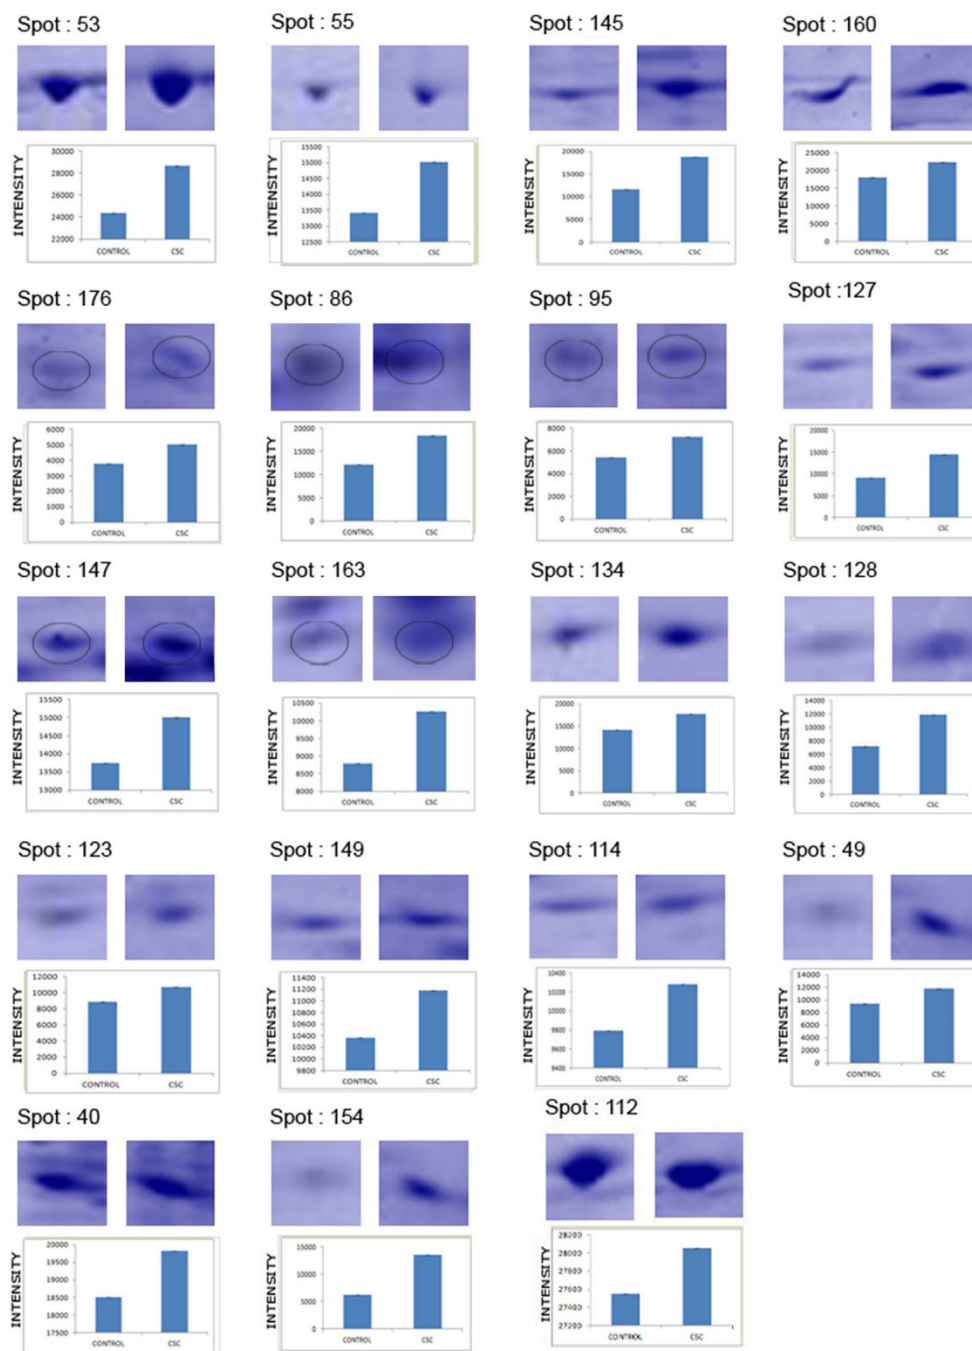 Spot : 53
Spot : 55
Spot : 145
Spot : 160
INTENSITY
30000
28000
26000
24000
22000
CONTROL
CSC
INTENSITY
15500
15000
14500
14000
13500
13000
12500
CONTROL
CSC
INTENSITY
20000
15000
10000
5000
0
CONTROL
CSC
INTENSITY
25000
20000
15000
10000
5000
0
CONTROL
CSC
Spot : 176
Spot : 86
Spot : 95
Spot :127
INTENSITY
6000
5000
4000
3000
2000
1000
0
CONTROL
CSC
INTENSITY
20000
15000
10000
5000
0
CONTROL
CSC
INTENSITY
8000
6000
4000
2000
0
CONTROL
CSC
INTENSITY
20000
15000
10000
5000
0
CONTROL
CSC
Spot : 147
Spot : 163
Spot : 134
Spot : 128
INTENSITY
15500
15000
14500
14000
13500
13000
CONTROL
CSC
INTENSITY
10500
10000
9500
9000
8500
8000
CONTROL
CSC
INTENSITY
20000
15000
10000
5000
0
CONTROL
CSC
INTENSITY
14000
12000
10000
8000
6000
4000
2000
0
CONTROL
CSC
Spot : 123
Spot : 149
Spot : 114
Spot : 49
INTENSITY
12000
10000
8000
6000
4000
2000
0
CONTROL
CSC
INTENSITY
11400
11200
11000
10800
10600
10400
10200
10000
9800
CONTROL
CSC
INTENSITY
10400
10200
10000
9800
9600
9400
CONTROL
CSC
INTENSITY
14000
12000
10000
8000
6000
4000
2000
0
CONTROL
CSC
Spot : 40
Spot : 154
Spot : 112
INTENSITY
20000
19500
19000
18500
18000
17500
CONTROL
CSC
INTENSITY
15000
10000
5000
0
CONTROL
CSC
INTENSITY
28200
28000
27800
27600
27400
27200
CONTROL
CSC